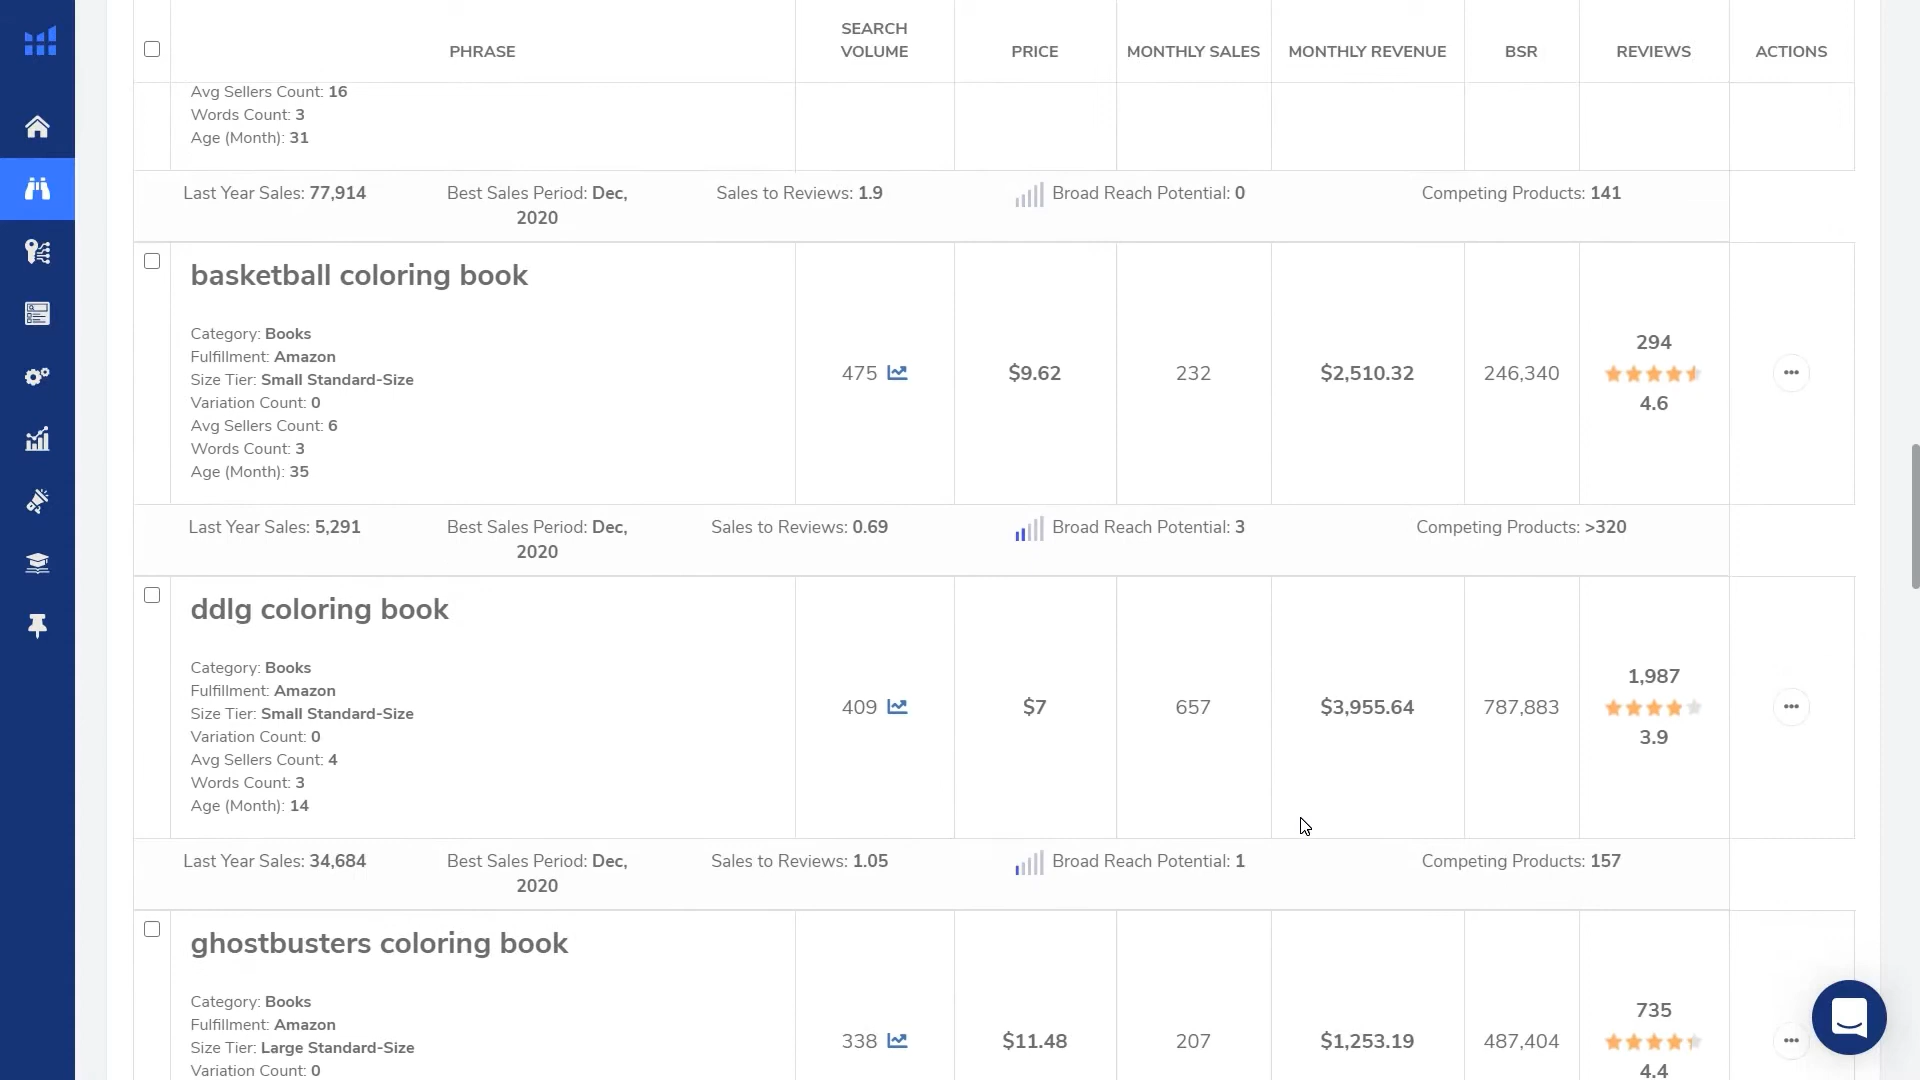 PHRASE
SEARCH
VOLUME
PRICE
MONTHLY SALES
MONTHLY REVENUE
BSR
REVIEWS
ACTIONS
Avg Sellers Count: 16
Words Count: 3
Age (Month): 31
Last Year Sales: 77,914
Best Sales Period: Dec,
2020
Sales to Reviews: 1.9
Broad Reach Potential: 0
Competing Products: 141
basketball coloring book
Category: Books
Fulfillment: Amazon
Size Tier: Small Standard-Size
Variation Count: 0
Avg Sellers Count: 6
Words Count: 3
Age (Month): 35
475
$9.62
232
$2,510.32
246,340
294
4.6
Last Year Sales: 5,291
Best Sales Period: Dec,
2020
Sales to Reviews: 0.69
Broad Reach Potential: 3
Competing Products: >320
ddlg coloring book
Category: Books
Fulfillment: Amazon
Size Tier: Small Standard-Size
Variation Count: 0
Avg Sellers Count: 4
Words Count: 3
Age (Month): 14
409
$7
657
$3,955.64
787,883
1,987
3.9
Last Year Sales: 34,684
Best Sales Period: Dec,
2020
Sales to Reviews: 1.05
Broad Reach Potential: 1
Competing Products: 157
ghostbusters coloring book
Category: Books
Fulfillment: Amazon
Size Tier: Large Standard-Size
Variation Count: 0
338
$11.48
207
$1,253.19
487,404
735
4.4